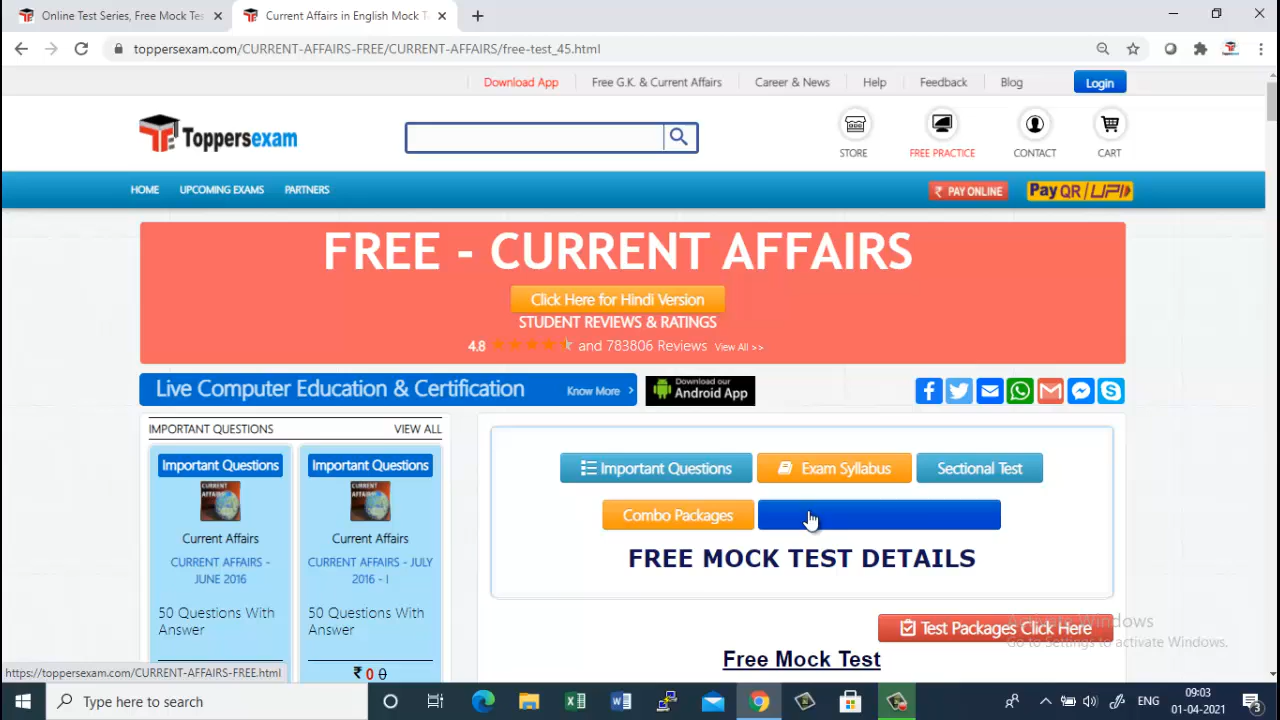 Online Test Series, Free Mock Tes
Current Affairs in English Mock T
toppersexam.com/CURRENT-AFFAIRS-FREE/CURRENT-AFFAIRS/free-test_45.html
Download App
Free G.K. & Current Affairs
Career & News
Help
Feedback
Blog
Login
Toppersexam
STORE
FREE PRACTICE
CONTACT
CART
HOME
UPCOMING EXAMS
PARTNERS
₹ PAY ONLINE
Pay QR / UPI
FREE - CURRENT AFFAIRS
Click Here for Hindi Version
STUDENT REVIEWS & RATINGS
4.8 and 783806 Reviews View All >>
Live Computer Education & Certification
Know More >
Download our
Android App
IMPORTANT QUESTIONS
VIEW ALL
Important Questions
CURRENT
AFFAIRS
Current Affairs
CURRENT AFFAIRS -
JUNE 2016
50 Questions With
Answer
Important Questions
CURRENT
AFFAIRS
Current Affairs
CURRENT AFFAIRS - JULY
2016 - I
50 Questions With
Answer
₹ 0 0
Important Questions
Exam Syllabus
Sectional Test
Combo Packages
FREE MOCK TEST DETAILS
Test Packages Click Here
Free Mock Test
Activate Windows
Go to Settings to activate Windows.
https://toppersexam.com/CURRENT-AFFAIRS-FREE.html
Type here to search
ENG
09:03
01-04-2021
3